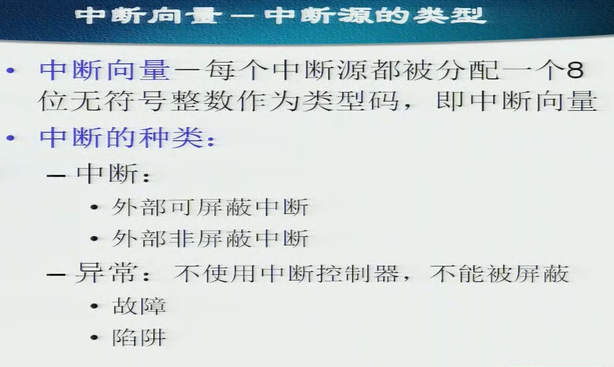 中断向量－中断源的类型
• 中断向量－每个中断源都被分配一个8
位无符号整数作为类型码，即中断向量
• 中断的种类：
– 中断：
• 外部可屏蔽中断
• 外部非屏蔽中断
– 异常：不使用中断控制器，不能被屏蔽
• 故障
• 陷阱